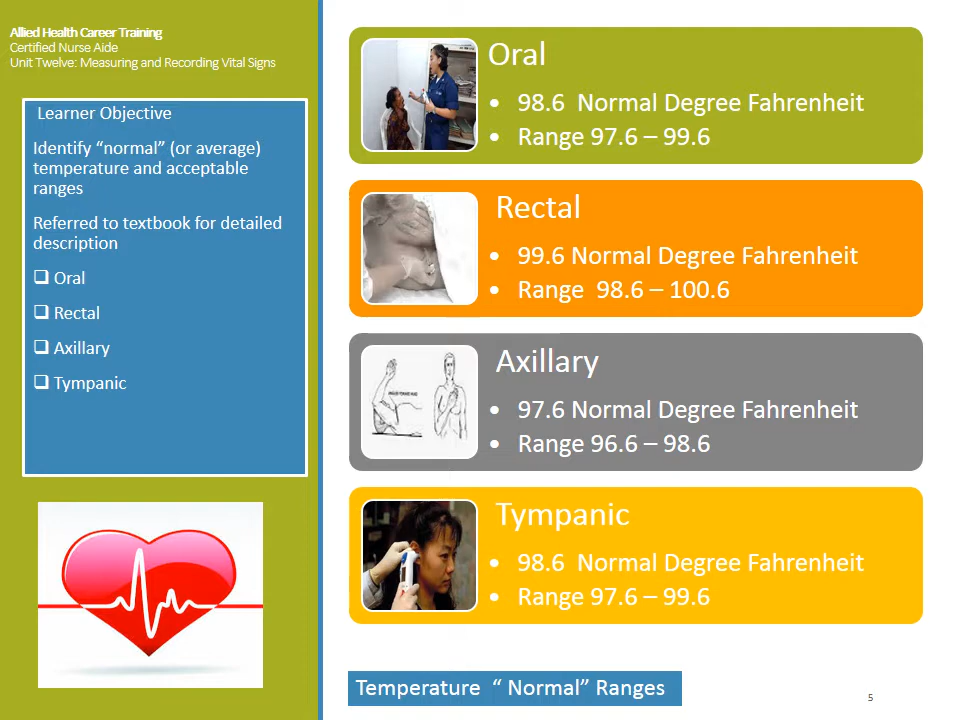 Allied Health Career Training
Certified Nurse Aide
Unit Twelve: Measuring and Recording Vital Signs
Learner Objective
Identify “normal” (or average)
temperature and acceptable
ranges
Referred to textbook for detailed
description
❑ Oral
❑ Rectal
❑ Axillary
❑ Tympanic
Oral
• 98.6  Normal Degree Fahrenheit
• Range 97.6 – 99.6
Rectal
• 99.6 Normal Degree Fahrenheit
• Range  98.6 – 100.6
Axillary
• 97.6 Normal Degree Fahrenheit
• Range 96.6 – 98.6
Tympanic
• 98.6  Normal Degree Fahrenheit
• Range 97.6 – 99.6
Temperature  “ Normal” Ranges
5